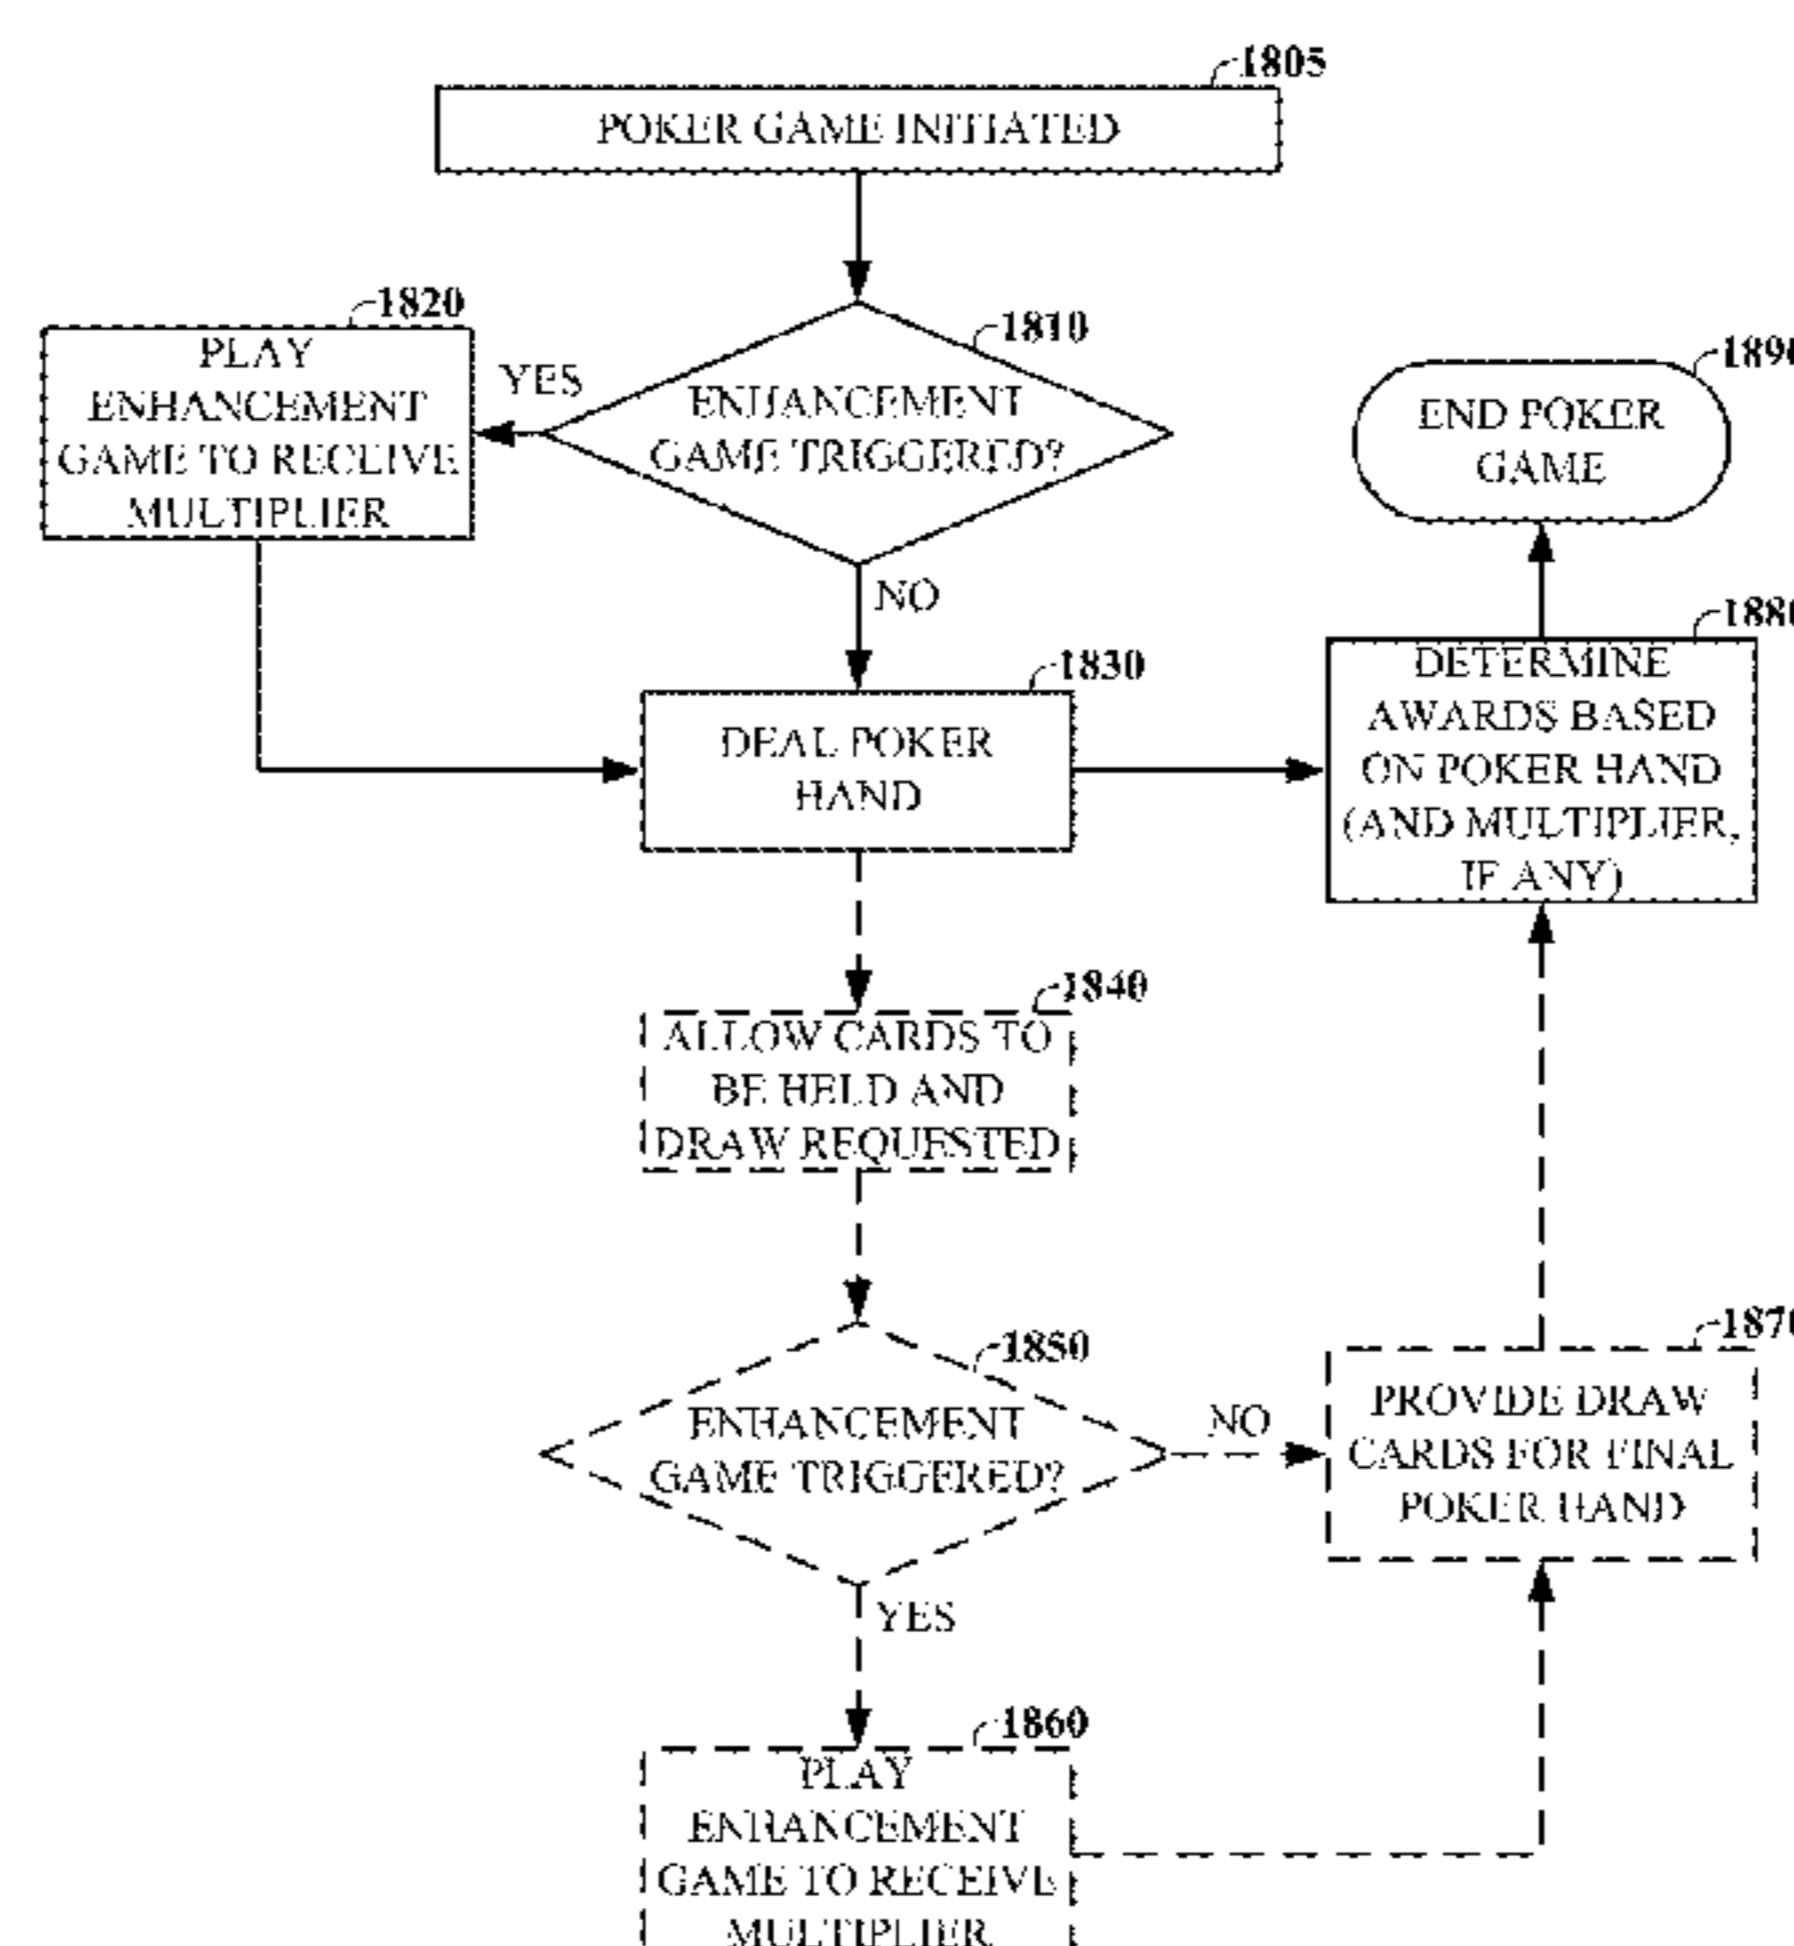 1805
POKER GAME INITIATED
1820
PLAY
ENHANCEMENT
GAME TO RECEIVE
MULTIPLIER
YES
1810
ENHANCEMENT
GAME TRIGGERED?
NO
1890
END POKER
GAME
1830
DEAL POKER
HAND
1880
DETERMINE
AWARDS BASED
ON POKER HAND
(AND MULTIPLIER,
IF ANY)
1840
ALLOW CARDS TO
BE HELD AND
DRAW REQUESTED
1850
ENHANCEMENT
GAME TRIGGERED?
NO
YES
1870
PROVIDE DRAW
CARDS FOR FINAL
POKER HAND
1860
PLAY
ENHANCEMENT
GAME TO RECEIVE
MULTIPLIER